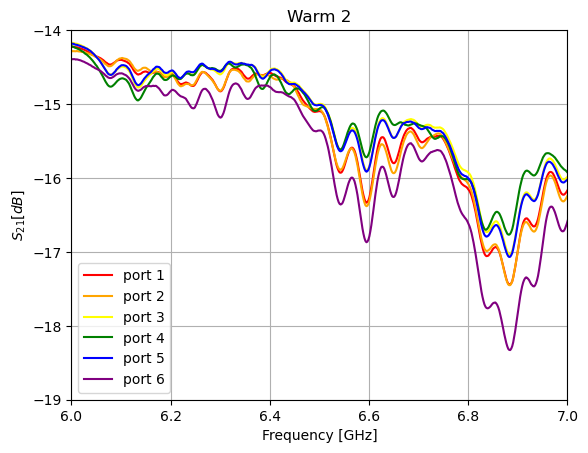 Warm 2
−14
−15
−16
−17
−18
−19
S21[dB]
port 1
port 2
port 3
port 4
port 5
port 6
6.0 6.2 6.4 6.6 6.8 7.0
Frequency [GHz]